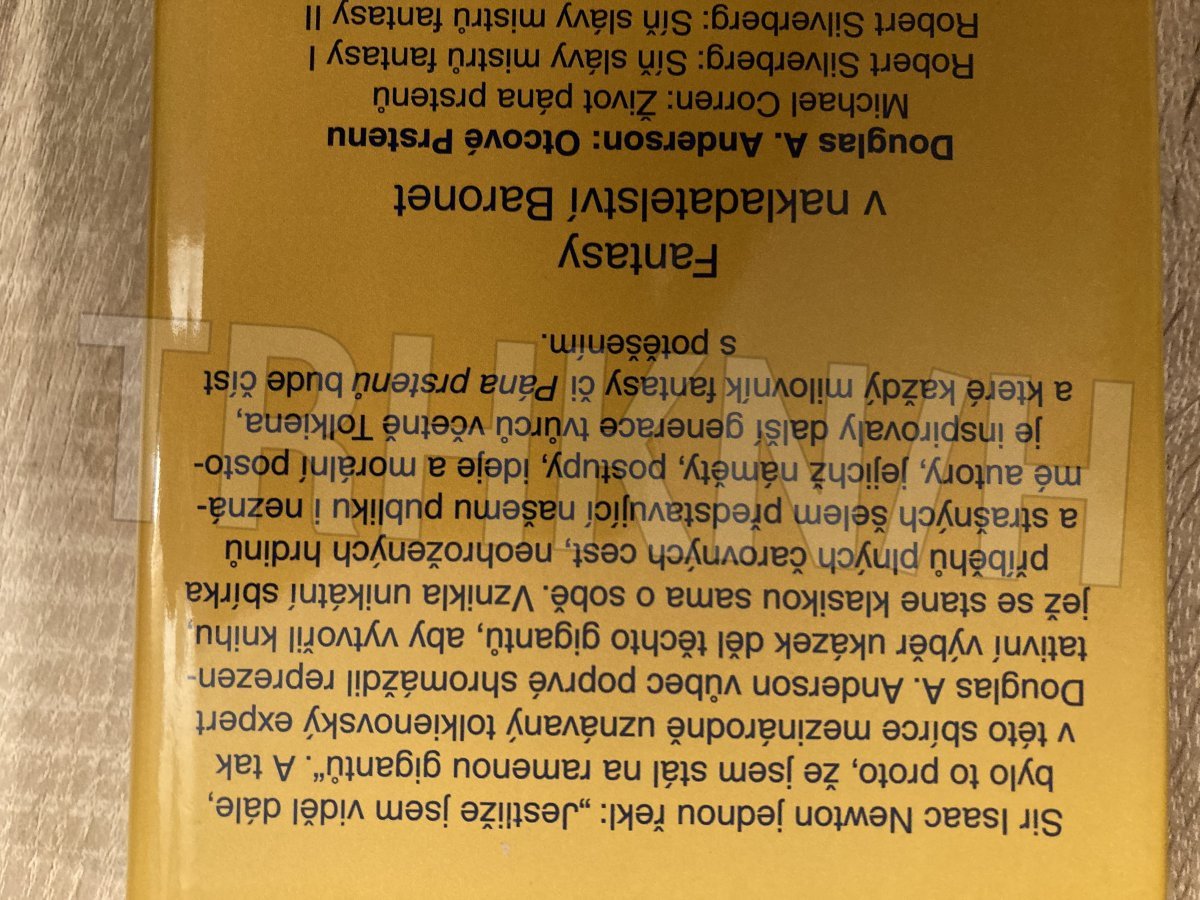 Sir Isaac Newton jednou řekl: „Jestliže jsem viděl dále,
bylo to proto, že jsem stál na ramenou gigantů“. A tak
v této sbírce mezinárodně uznávaný tolkienovský expert
Douglas A. Anderson vůbec poprvé shromáždil reprezen-
tativní výběr ukázek děl těchto gigantů, aby vytvořil knihu,
jež se stane klasikou sama o sobě. Vznikla unikátní sbírka
příběhů plných čarovných cest, neohrožených hrdinů
a strašných šelem představující našemu publiku i nezná-
mé autory, jejichž náměty, postupy, ideje a morální posto-
je inspirovaly další generace tvůrců včetně Tolkiena,
a které každý milovník fantasy či Pána prstenů bude číst
s potěšením.
Fantasy
v nakladatelství Baronet
Douglas A. Anderson: Otcové Prstenu
Michael Corren: Život pána prstenů
Robert Silverberg: Síň slávy mistrů fantasy I
Robert Silverberg: Síň slávy mistrů fantasy II
TRHKNIH